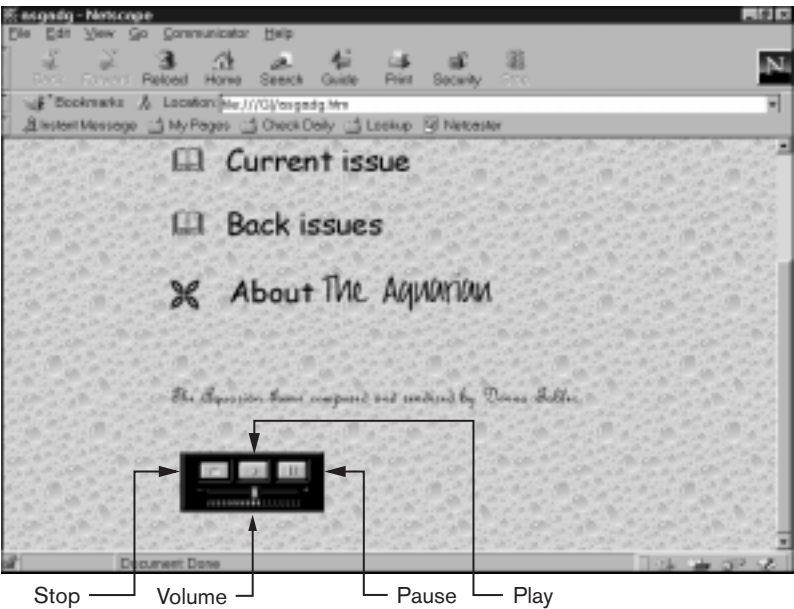 asgadg - Netscape
File Edit View Go Communicator Help
Back Forward Reload Home Search Guide Print Security Stop
Bookmarks Location: file:///G|/asgadg.htm
Instant Message My Pages Check Daily Lookup Netcaster
N
Current issue
Back issues
About The Aquarian
The Aquarian theme composed and rendered by Donna
Document Done
Stop Volume Pause Play